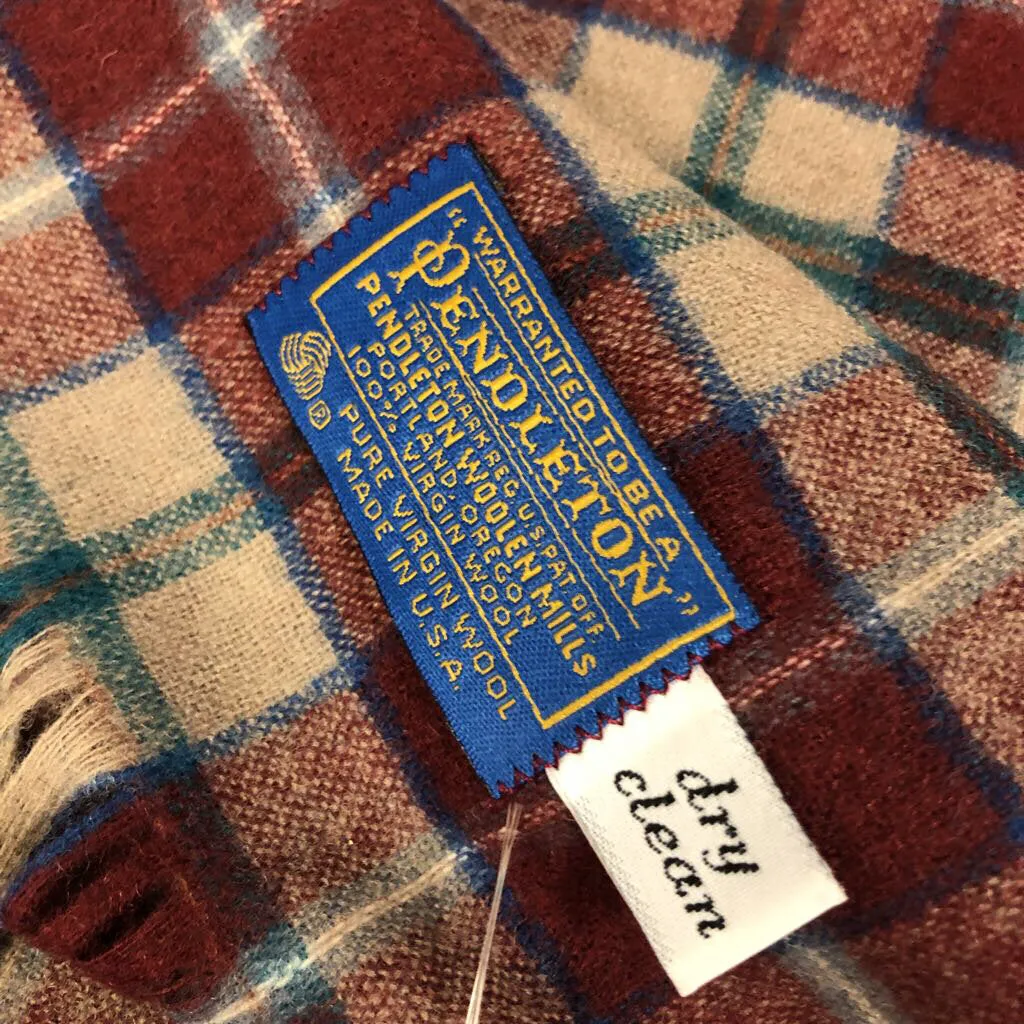 "WARRANTED TO BE A
PENDLETON"
TRADE MARK REG. U.S. PAT. OFF.
PENDLETON WOOLEN MILLS
PORTLAND, OREGON
100% VIRGIN WOOL
PURE VIRGIN WOOL
MADE IN U.S.A.
R
dry
clean